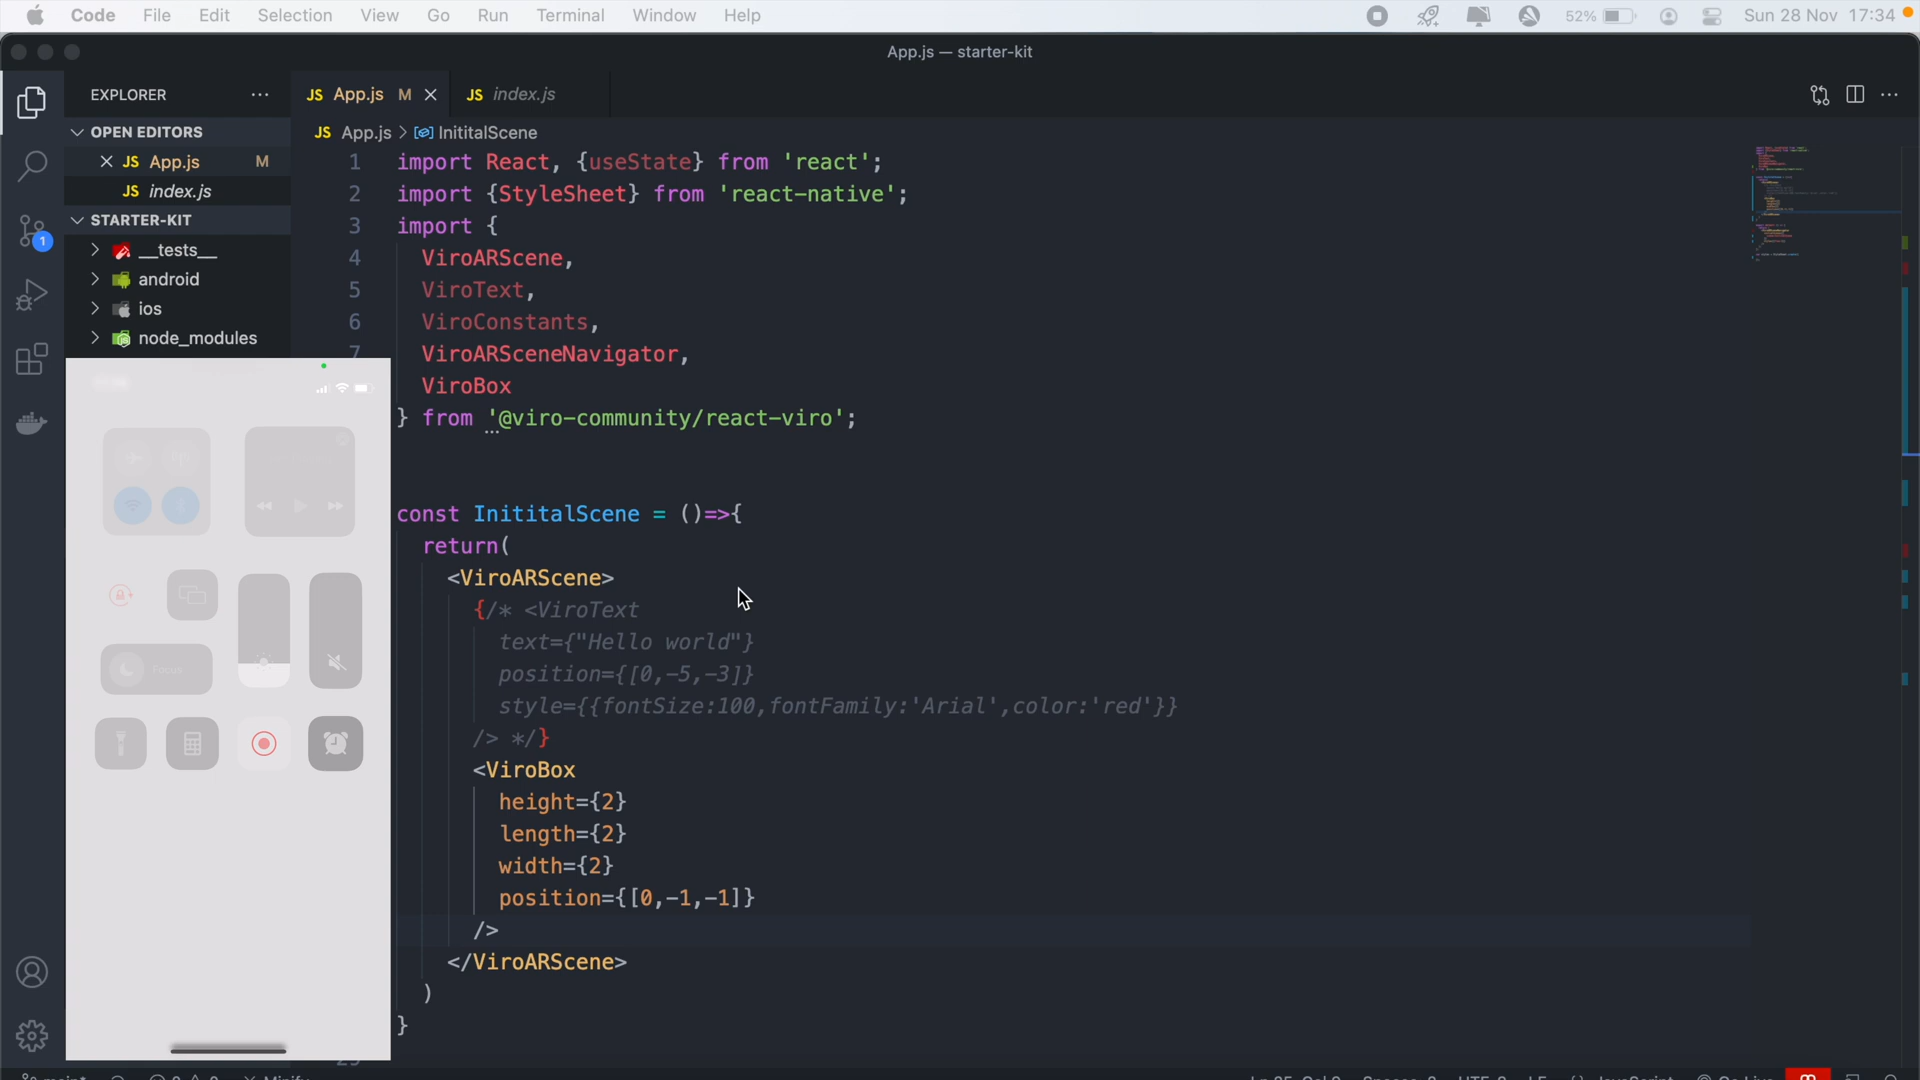 Code File Edit Selection View Go Run Terminal Window Help 52% Sun 28 Nov 17:34
App.js — starter-kit
EXPLORER
JS App.js M
JS index.js
OPEN EDITORS
JS App.js M
JS index.js
STARTER-KIT
__tests__
android
ios
node_modules
1
JS App.js > InititalScene
1 import React, {useState} from 'react';
2 import {StyleSheet} from 'react-native';
3 import {
4 ViroARScene,
5 ViroText,
6 ViroConstants,
7 ViroARSceneNavigator,
ViroBox
} from '@viro-community/react-viro';
const InititalScene = ()=>{
return(
<ViroARScene>
{/* <ViroText
text={"Hello world"}
position={[0,-5,-3]}
style={{fontSize:100,fontFamily:'Arial',color:'red'}}
/> */}
<ViroBox
height={2}
length={2}
width={2}
position={[0,-1,-1]}
/>
</ViroARScene>
)
}
Focus